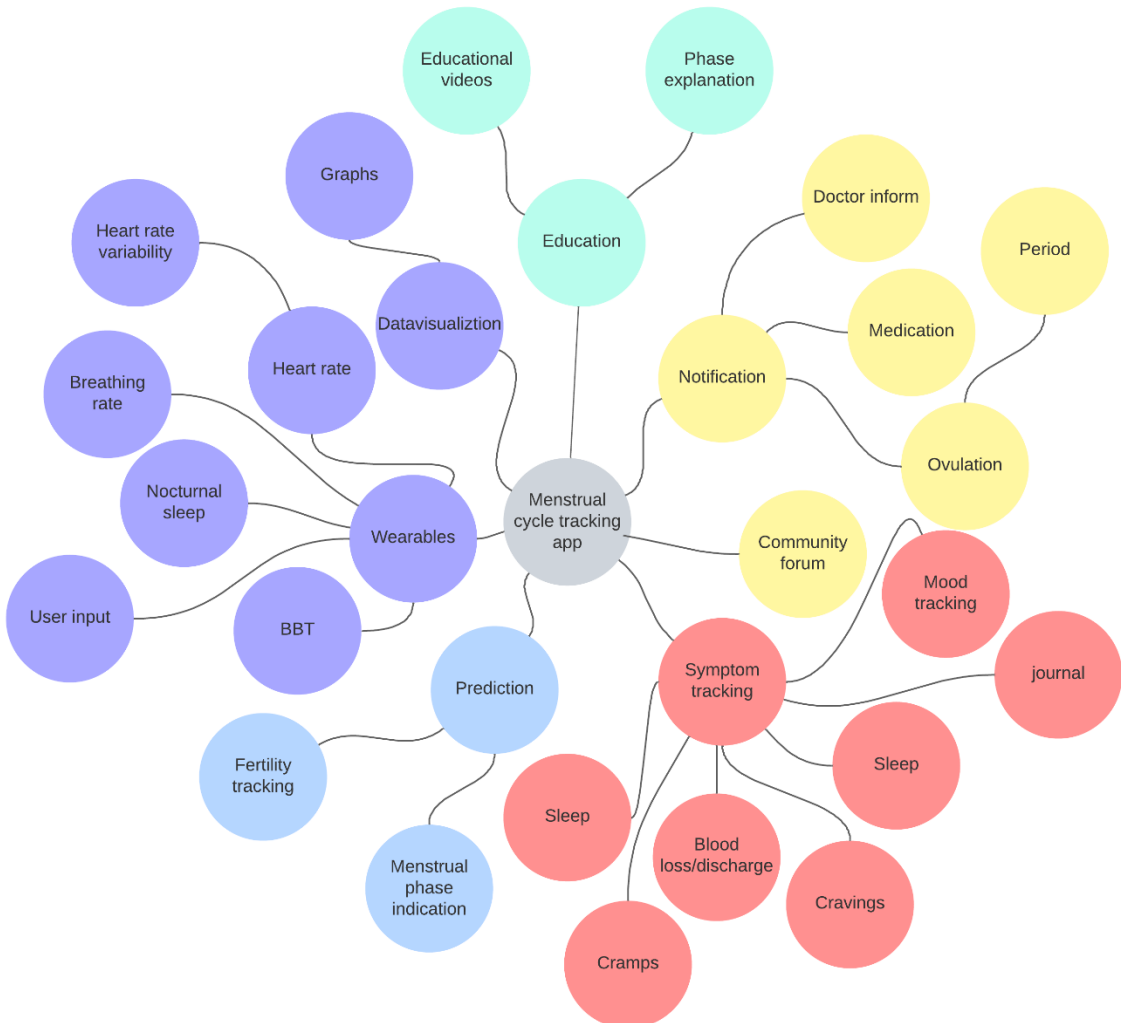 Educational
videos
Phase
explanation
Graphs
Doctor inform
Heart rate
variability
Education
Period
Datavisualiztion
Medication
Heart rate
Notification
Breathing
rate
Ovulation
Nocturnal
sleep
Menstrual
cycle tracking
app
Wearables
Community
forum
Mood
tracking
User input
BBT
Symptom
tracking
journal
Prediction
Fertility
tracking
Sleep
Sleep
Blood
loss/discharge
Menstrual
phase
indication
Cravings
Cramps